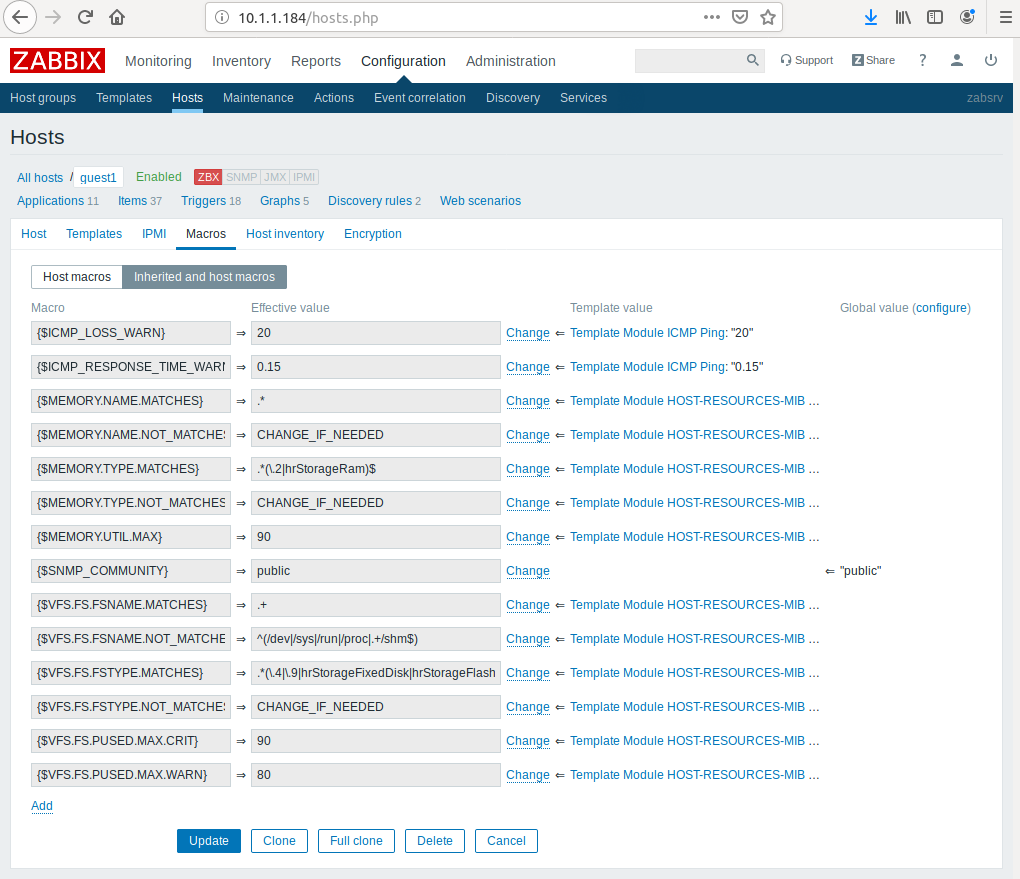 10.1.1.184/hosts.php
ZABBIX Monitoring Inventory Reports Configuration Administration Z Support Share ?
Host groups Templates Hosts Maintenance Actions Event correlation Discovery Services zabsrv
Hosts
All hosts / guest1 Enabled ZBX SNMP JMX IPMI
Applications 11 Items 37 Triggers 18 Graphs 5 Discovery rules 2 Web scenarios
Host Templates IPMI Macros Host inventory Encryption
Host macros Inherited and host macros
Macro Effective value Template value Global value (configure)
{$ICMP_LOSS_WARN} ⇒ 20 Change ⇐ Template Module ICMP Ping: "20"
{$ICMP_RESPONSE_TIME_WARN ⇒ 0.15 Change ⇐ Template Module ICMP Ping: "0.15"
{$MEMORY.NAME.MATCHES} ⇒ .* Change ⇐ Template Module HOST-RESOURCES-MIB ...
{$MEMORY.NAME.NOT_MATCHES ⇒ CHANGE_IF_NEEDED Change ⇐ Template Module HOST-RESOURCES-MIB ...
{$MEMORY.TYPE.MATCHES} ⇒ .*(\.2|hrStorageRam)$ Change ⇐ Template Module HOST-RESOURCES-MIB ...
{$MEMORY.TYPE.NOT_MATCHES ⇒ CHANGE_IF_NEEDED Change ⇐ Template Module HOST-RESOURCES-MIB ...
{$MEMORY.UTIL.MAX} ⇒ 90 Change ⇐ Template Module HOST-RESOURCES-MIB ...
{$SNMP_COMMUNITY} ⇒ public Change ⇐ "public"
{$VFS.FS.FSNAME.MATCHES} ⇒ .+ Change ⇐ Template Module HOST-RESOURCES-MIB ...
{$VFS.FS.FSNAME.NOT_MATCHE ⇒ ^(/dev|/sys|/run|/proc|.+/shm$) Change ⇐ Template Module HOST-RESOURCES-MIB ...
{$VFS.FS.FSTYPE.MATCHES} ⇒ .*(\.4|\.9|hrStorageFixedDisk|hrStorageFlash Change ⇐ Template Module HOST-RESOURCES-MIB ...
{$VFS.FS.FSTYPE.NOT_MATCHES ⇒ CHANGE_IF_NEEDED Change ⇐ Template Module HOST-RESOURCES-MIB ...
{$VFS.FS.PUSED.MAX.CRIT} ⇒ 90 Change ⇐ Template Module HOST-RESOURCES-MIB ...
{$VFS.FS.PUSED.MAX.WARN} ⇒ 80 Change ⇐ Template Module HOST-RESOURCES-MIB ...
Add
Update Clone Full clone Delete Cancel